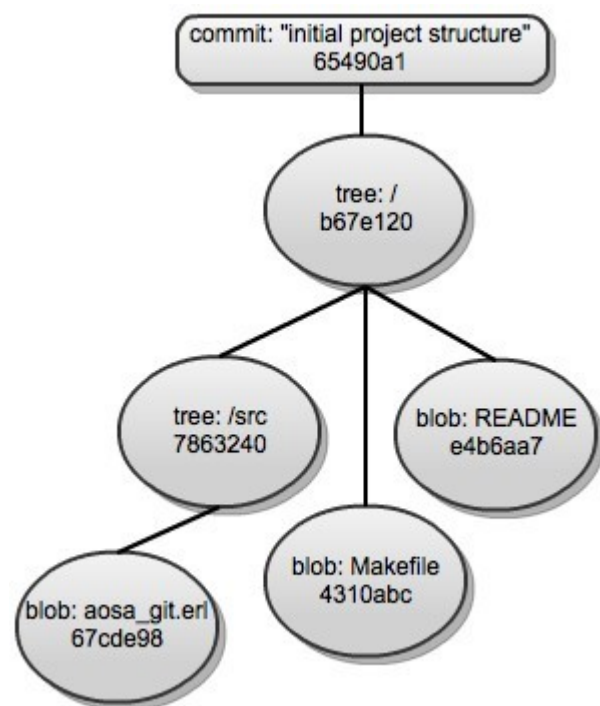 commit: "initial project structure"
65490a1
tree: /
b67e120
tree: /src
7863240
blob: README
e4b6aa7
blob: Makefile
4310abc
blob: aosa_git.erl
67cde98